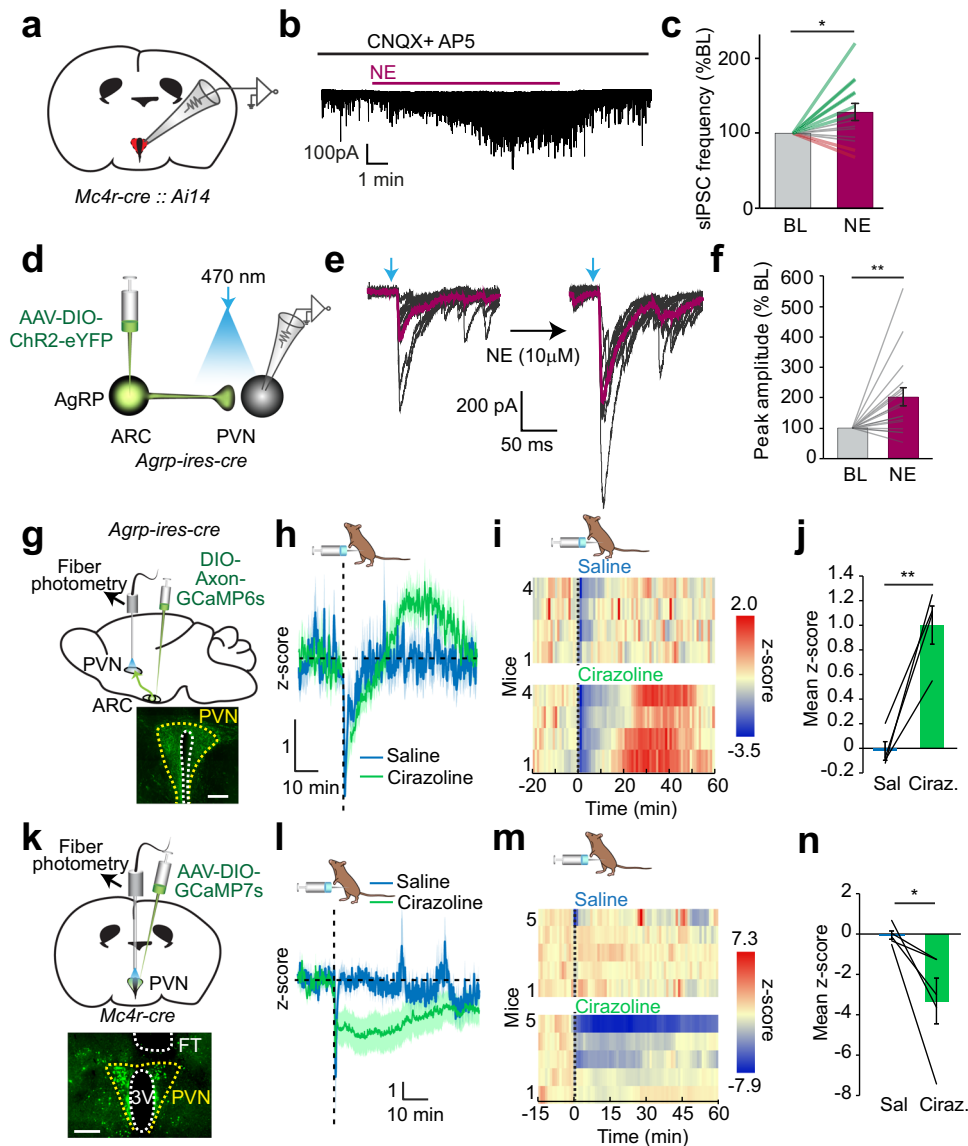 a
Mc4r-cre :: Ai14
b
CNQX+ AP5
NE
100pA
1 min
c
*
sIPSC frequency (%BL)
200
100
0
BL
NE
d
470 nm
AAV-DIO-
ChR2-eYFP
AgRP
ARC
PVN
Agrp-ires-cre
e
NE (10μM)
200 pA
50 ms
f
**
Peak amplitude (% BL)
600
500
400
300
200
100
0
BL
NE
g
Agrp-ires-cre
Fiber
photometry
DIO-
Axon-
GCaMP6s
PVN
ARC
PVN
h
z-score
1
10 min
Saline
Cirazoline
i
Saline
4
1
Mice
Cirazoline
4
1
-20
0
20
40
60
Time (min)
2.0
z-score
-3.5
j
**
Mean z-score
1.4
1.2
1.0
0.8
0.6
0.4
0.2
0
-0.2
Sal
Ciraz.
k
Fiber
photometry
AAV-DIO-
GCaMP7s
PVN
Mc4r-cre
FT
3V
PVN
l
Saline
Cirazoline
z-score
1
10 min
m
Saline
5
1
Mice
Cirazoline
5
1
-15
0
15
30
45
60
Time (min)
7.3
z-score
-7.9
n
Sal
Ciraz.
*
Mean z-score
2
0
-2
-4
-6
-8